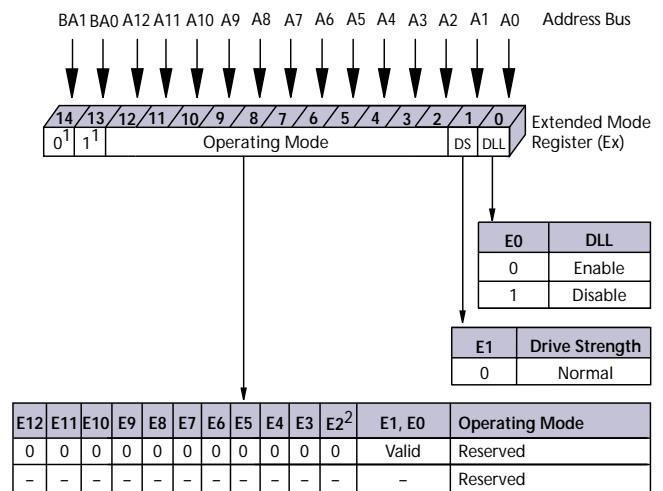 BA1 BA0 A12 A11 A10 A9 A8 A7 A6 A5 A4 A3 A2 A1 A0 Address Bus
14 13 12 11 10 9 8 7 6 5 4 3 2 1 0 Extended Mode
0¹ 1¹ Operating Mode DS DLL Register (Ex)
E0 DLL
0 Enable
1 Disable
E1 Drive Strength
0 Normal
E12 E11 E10 E9 E8 E7 E6 E5 E4 E3 E2² E1, E0 Operating Mode
0 0 0 0 0 0 0 0 0 0 0 Valid Reserved
– – – – – – – – – – – – Reserved